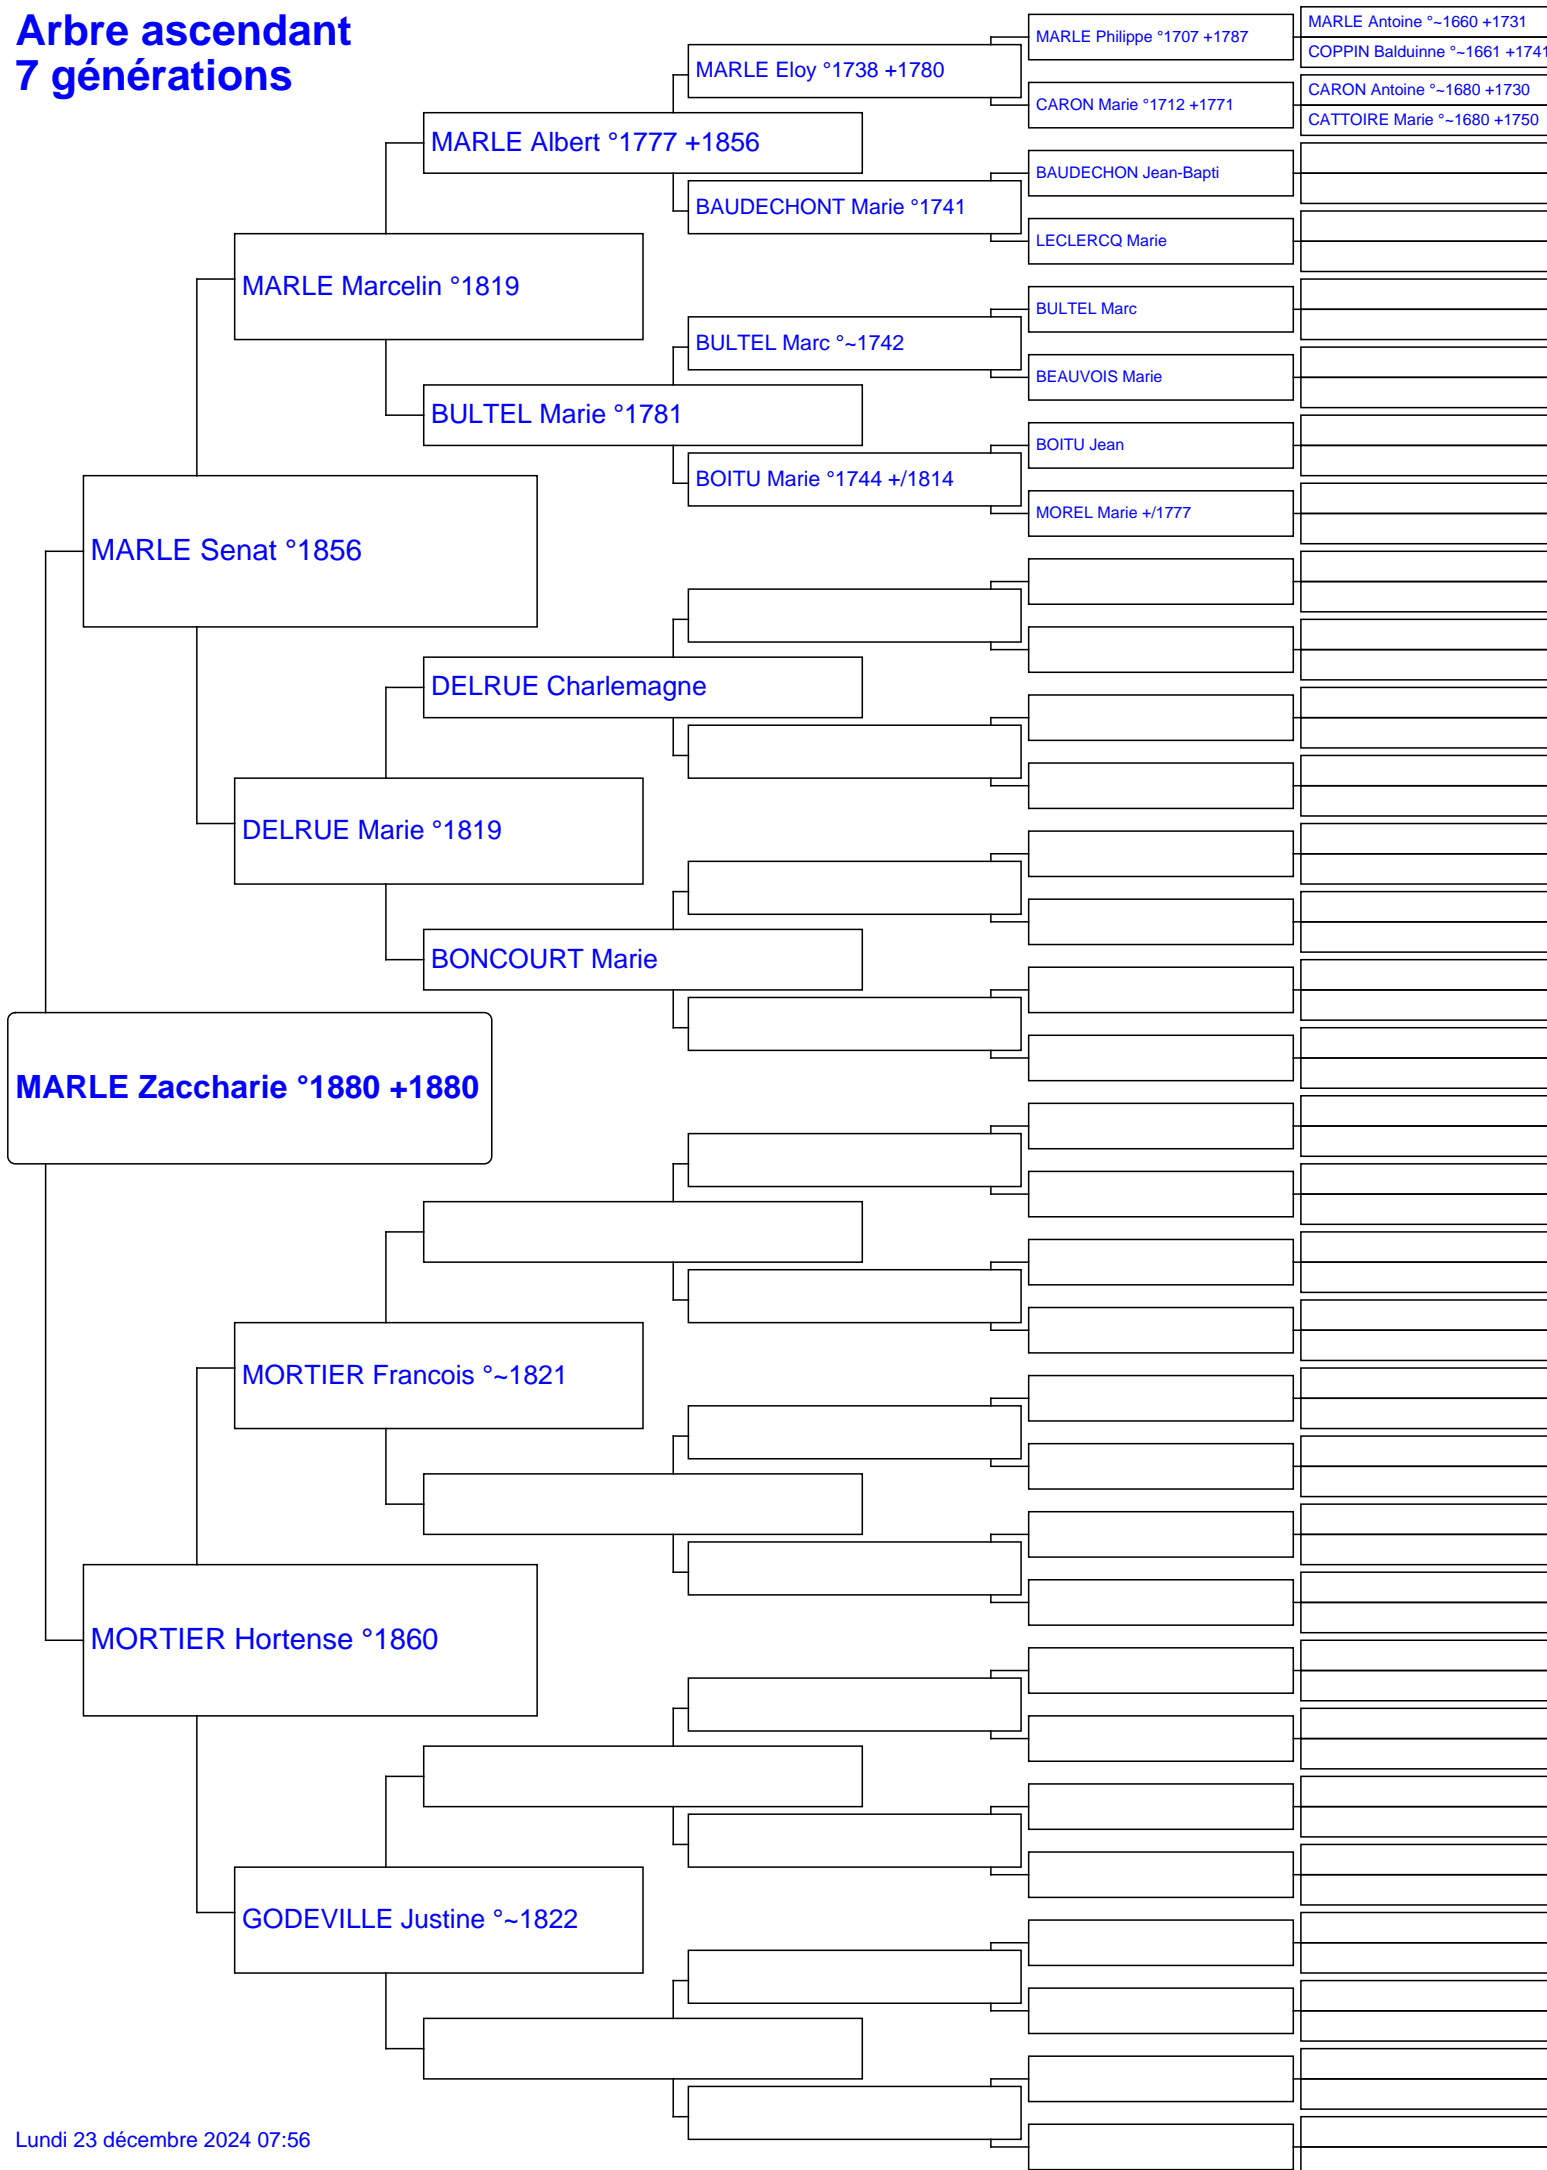 Arbre ascendant
7 générations
MARLE Antoine °~1660 +1731
MARLE Philippe °1707 +1787
COPPIN Balduinne °~1661 +1741
MARLE Eloy °1738 +1780
CARON Antoine °~1680 +1730
CARON Marie °1712 +1771
CATTOIRE Marie °~1680 +1750
MARLE Albert °1777 +1856
BAUDECHON Jean-Bapti
BAUDECHONT Marie °1741
LECLERCQ Marie
MARLE Marcelin °1819
BULTEL Marc
BULTEL Marc °~1742
BEAUVOIS Marie
BULTEL Marie °1781
BOITU Jean
BOITU Marie °1744 +/1814
MOREL Marie +/1777
MARLE Senat °1856
DELRUE Charlemagne
DELRUE Marie °1819
BONCOURT Marie
MARLE Zaccharie °1880 +1880
MORTIER Francois °~1821
MORTIER Hortense °1860
GODEVILLE Justine °~1822
Lundi 23 décembre 2024 07:56